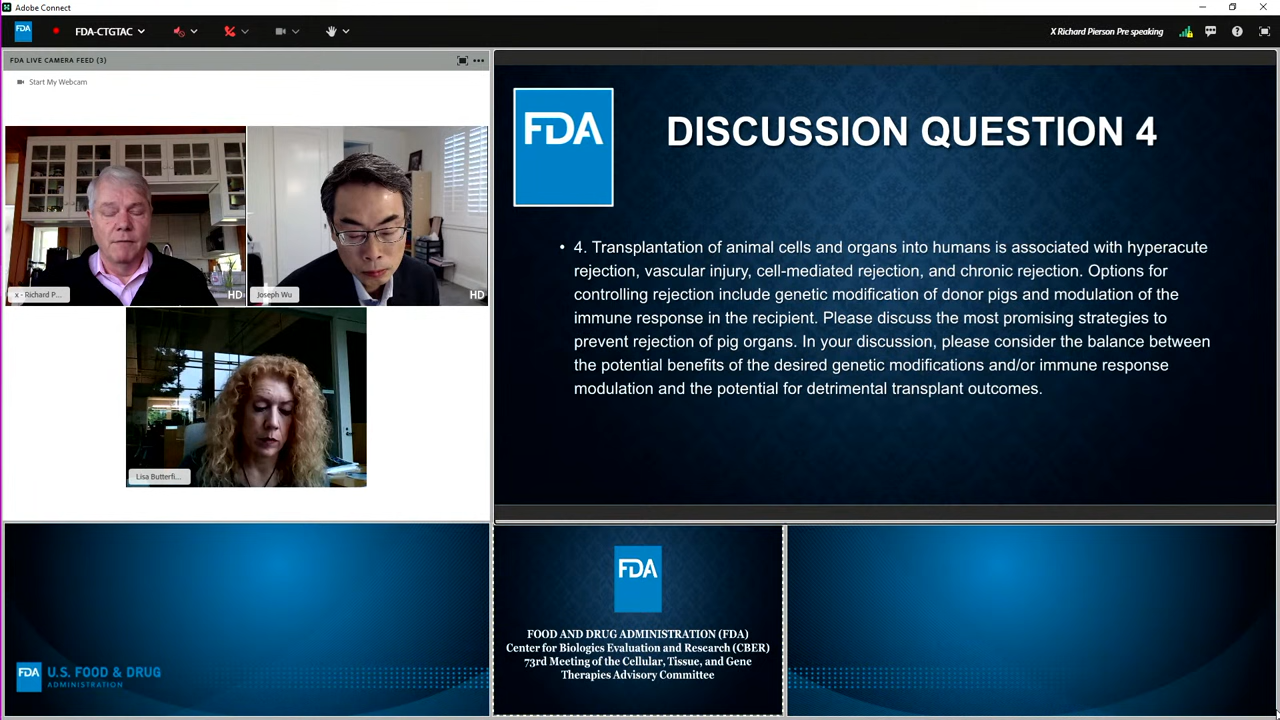 Adobe Connect
FDA
FDA-CTGTAC
X Richard Pierson Pre speaking
FDA LIVE CAMERA FEED (3)
Start My Webcam
x - Richard P...
HD
Joseph Wu
HD
Lisa Butterfi...
FDA
DISCUSSION QUESTION 4
• 4. Transplantation of animal cells and organs into humans is associated with hyperacute
rejection, vascular injury, cell-mediated rejection, and chronic rejection. Options for
controlling rejection include genetic modification of donor pigs and modulation of the
immune response in the recipient. Please discuss the most promising strategies to
prevent rejection of pig organs. In your discussion, please consider the balance between
the potential benefits of the desired genetic modifications and/or immune response
modulation and the potential for detrimental transplant outcomes.
FDA U.S. FOOD & DRUG
ADMINISTRATION
FDA
FOOD AND DRUG ADMINISTRATION (FDA)
Center for Biologics Evaluation and Research (CBER)
73rd Meeting of the Cellular, Tissue, and Gene
Therapies Advisory Committee